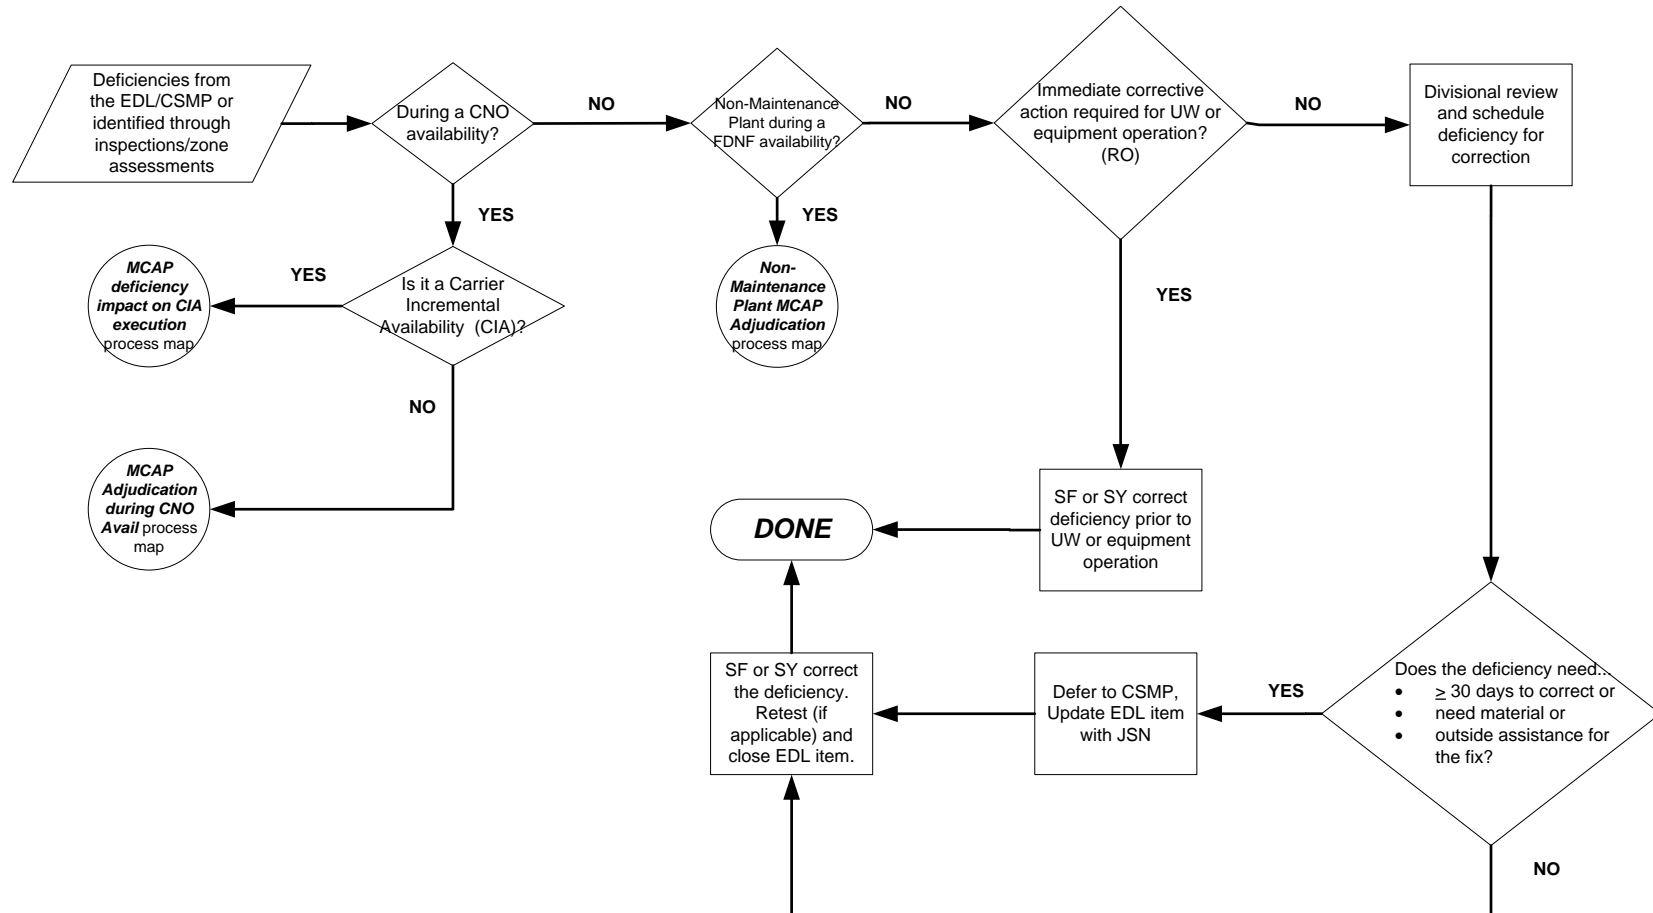 Deficiencies from
the EDL/CSMP or
identified through
inspections/zone
assessments
During a CNO
availability?
NO
Non-Maintenance
Plant during a
FDNF availability?
NO
Immediate corrective
action required for UW or
equipment operation?
(RO)
NO
Divisional review
and schedule
deficiency for
correction
YES
YES
YES
Is it a Carrier
Incremental
Availability (CIA)?
YES
MCAP
deficiency
impact on CIA
execution
process map
Non-
Maintenance
Plant MCAP
Adjudication
process map
NO
MCAP
Adjudication
during CNO
Avail process
map
SF or SY correct
deficiency prior to
UW or equipment
operation
DONE
Does the deficiency need...
• ≥ 30 days to correct or
• need material or
• outside assistance for
the fix?
YES
Defer to CSMP,
Update EDL item
with JSN
SF or SY correct
the deficiency.
Retest (if
applicable) and
close EDL item.
NO